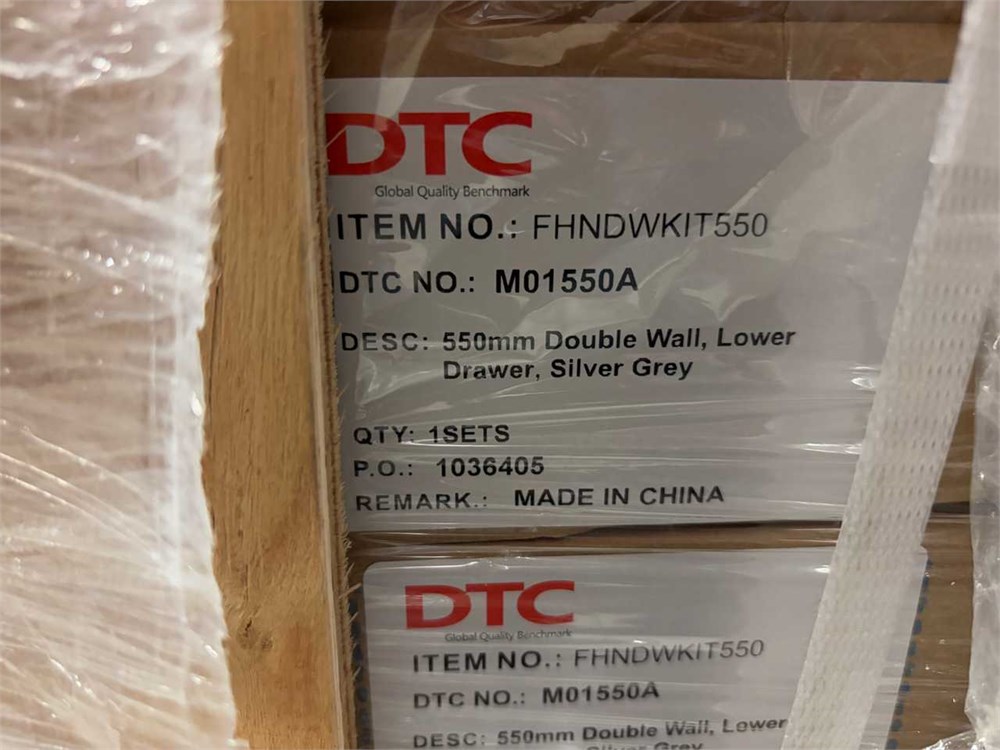 DTC
Global Quality Benchmark
ITEM NO.: FHNDWKIT550
DTC NO.: M01550A
DESC: 550mm Double Wall, Lower
Drawer, Silver Grey
QTY: 1SETS
P.O.: 1036405
REMARK.: MADE IN CHINA
DTC
Global Quality Benchmark
ITEM NO.: FHNDWKIT550
DTC NO.: M01550A
DESC: 550mm Double Wall, Lower
Silver Grey